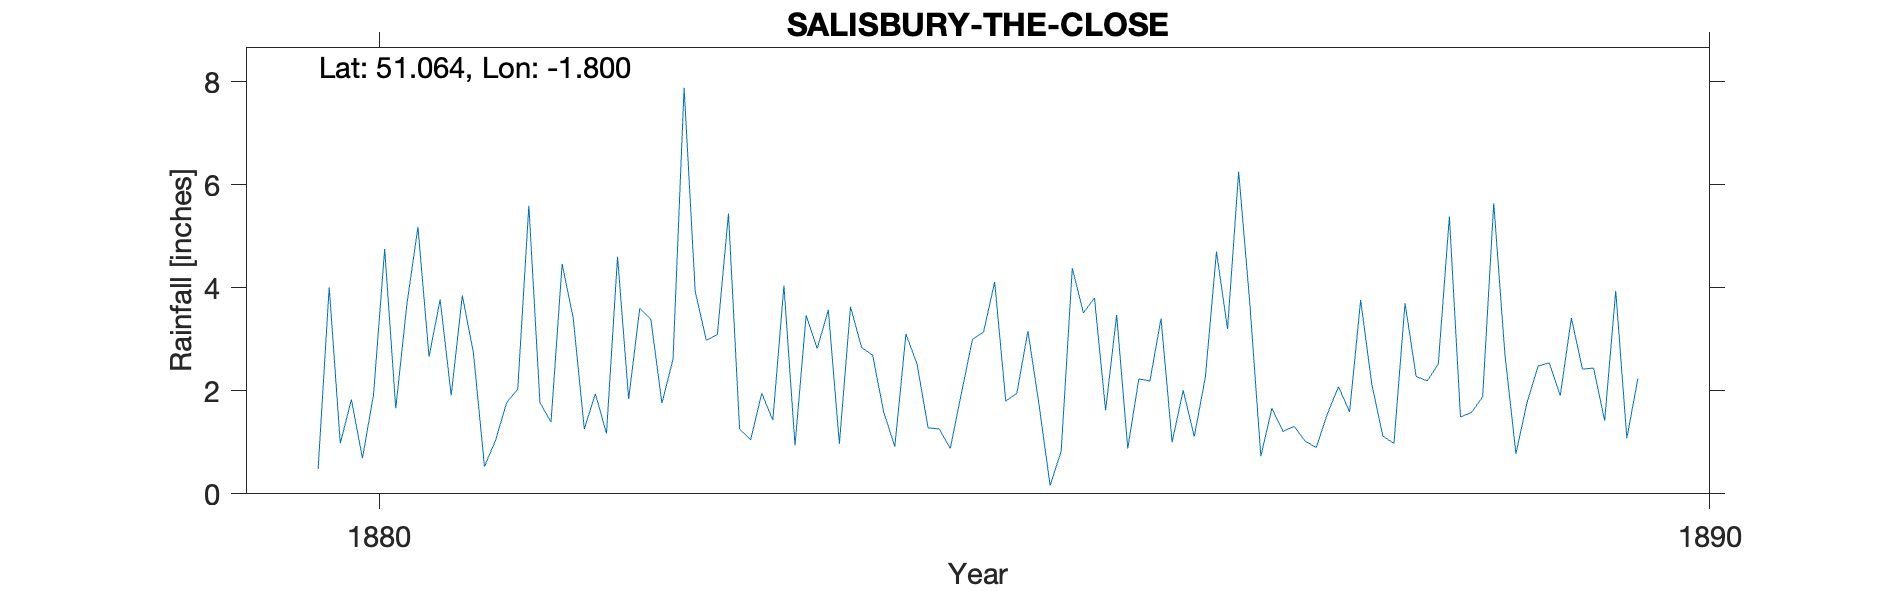 SALISBURY-THE-CLOSE
Lat: 51.064, Lon: -1.800
8
6
4
2
0
Rainfall [inches]
1880
1890
Year